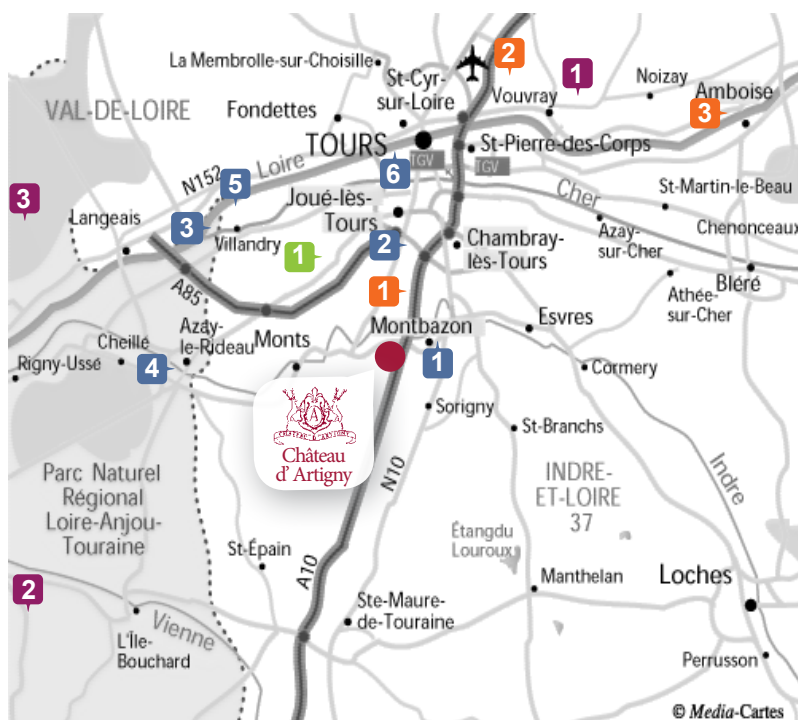 La Membrolle-sur-Choisille
2
1
St-Cyr-
sur-Loire
Noizay
Vouvray
Amboise
VAL-DE-LOIRE
Fondettes
3
TOURS
St-Pierre-des-Corps
TGV
TGV
N152
Loire
6
5
Cher
3
Joué-lès-
Tours
St-Martin-le-Beau
Langeais
3
Villandry
2
Chambray-
lès-Tours
Azay-
sur-Cher
Chenonceaux
1
Bléré
A85
1
Athée-
sur-Cher
Azay-
le-Rideau
Monts
Montbazon
Esvres
Cheillé
Rigny-Ussé
4
1
Cormery
A
CHÂTEAU D'ARTIGNY
Château
d'Artigny
Sorigny
St-Branchs
N10
Indre
INDRE-
ET-LOIRE
37
Parc Naturel
Régional
Loire-Anjou-
Touraine
Étangdu
Louroux
St-Épain
A10
Manthelan
Loches
2
Ste-Maure-
de-Touraine
Vienne
L'Île-
Bouchard
Perrusson
© Media-Cartes